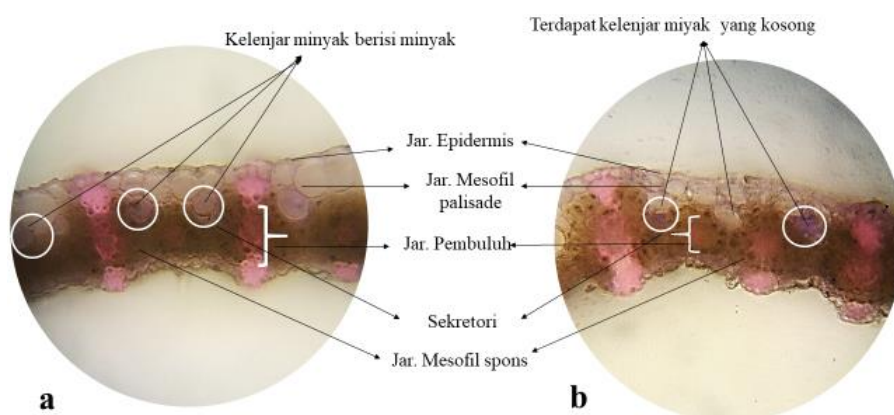 Kelenjar minyak berisi minyak
Terdapat kelenjar miyak yang kosong
Jar. Epidermis
Jar. Mesofil
palisade
Jar. Pembuluh
Sekretori
Jar. Mesofil spons
a
b